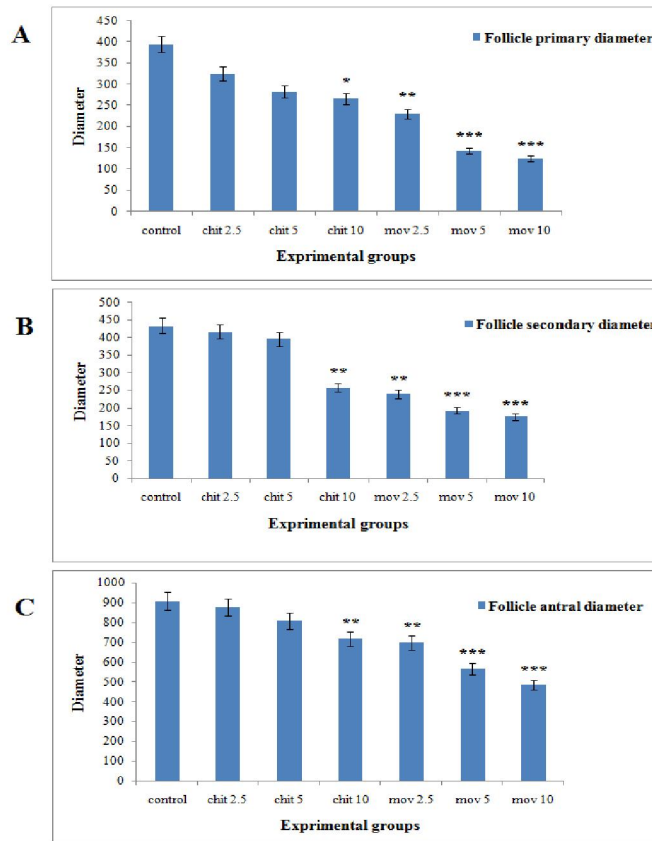 A
Follicle primary diameter
450
400
350
300
250
200
150
100
50
0
Diameter
* ** *** ***
control chit 2.5 chit 5 chit 10 mov 2.5 mov 5 mov 10
Exprimental groups
B
Follicle secondary diameter
500
450
400
350
300
250
200
150
100
50
0
Diameter
** ** *** ***
control chit 2.5 chit 5 chit 10 mov 2.5 mov 5 mov 10
Exprimental groups
C
Follicle antral diameter
1000
900
800
700
600
500
400
300
200
100
0
Diameter
** ** *** ***
control chit 2.5 chit 5 chit 10 mov 2.5 mov 5 mov 10
Exprimental groups